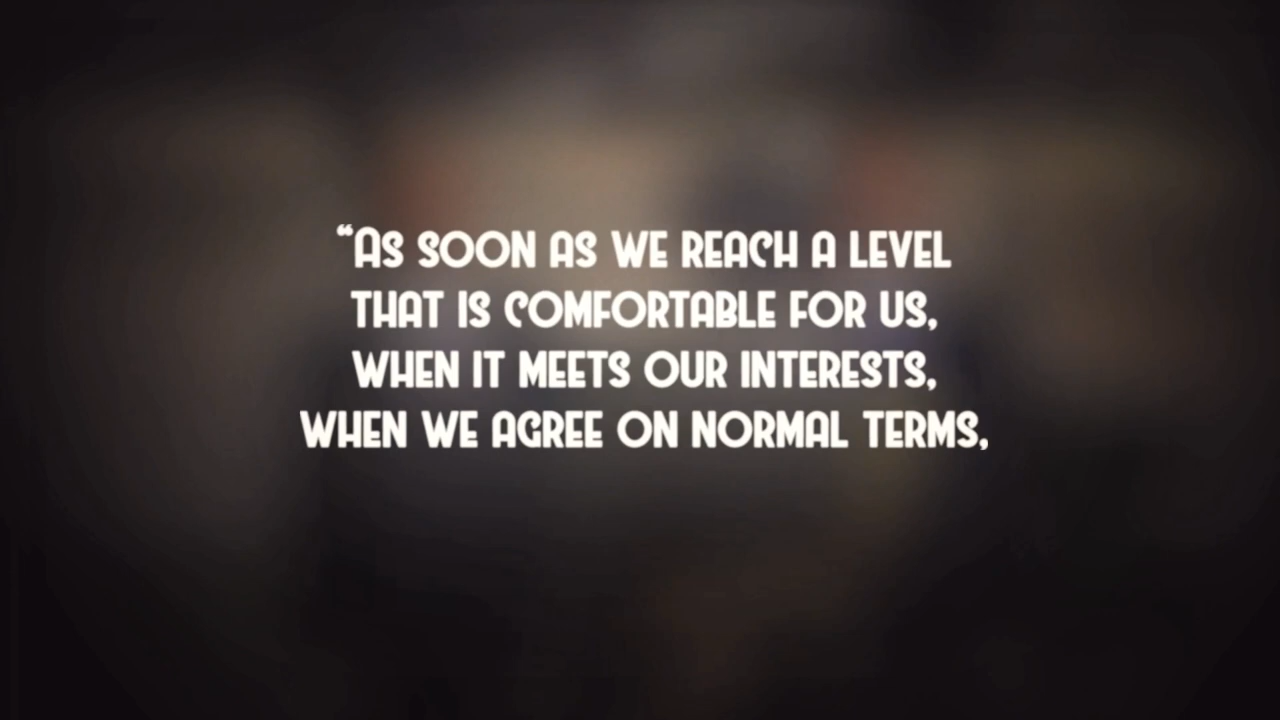 “As soon as we reach a level
that is comfortable for us,
when it meets our interests,
when we agree on normal terms,